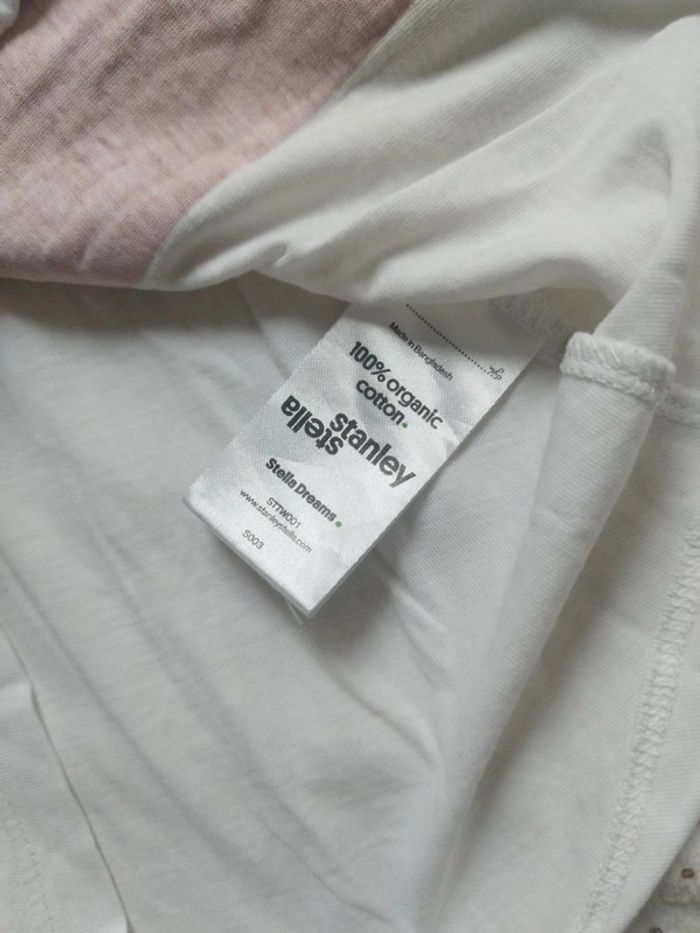 Made in Bangladesh
100% organic
cotton.
stanley
stella
Stella Dreams.
STTW001
www.stanleystella.com
S003